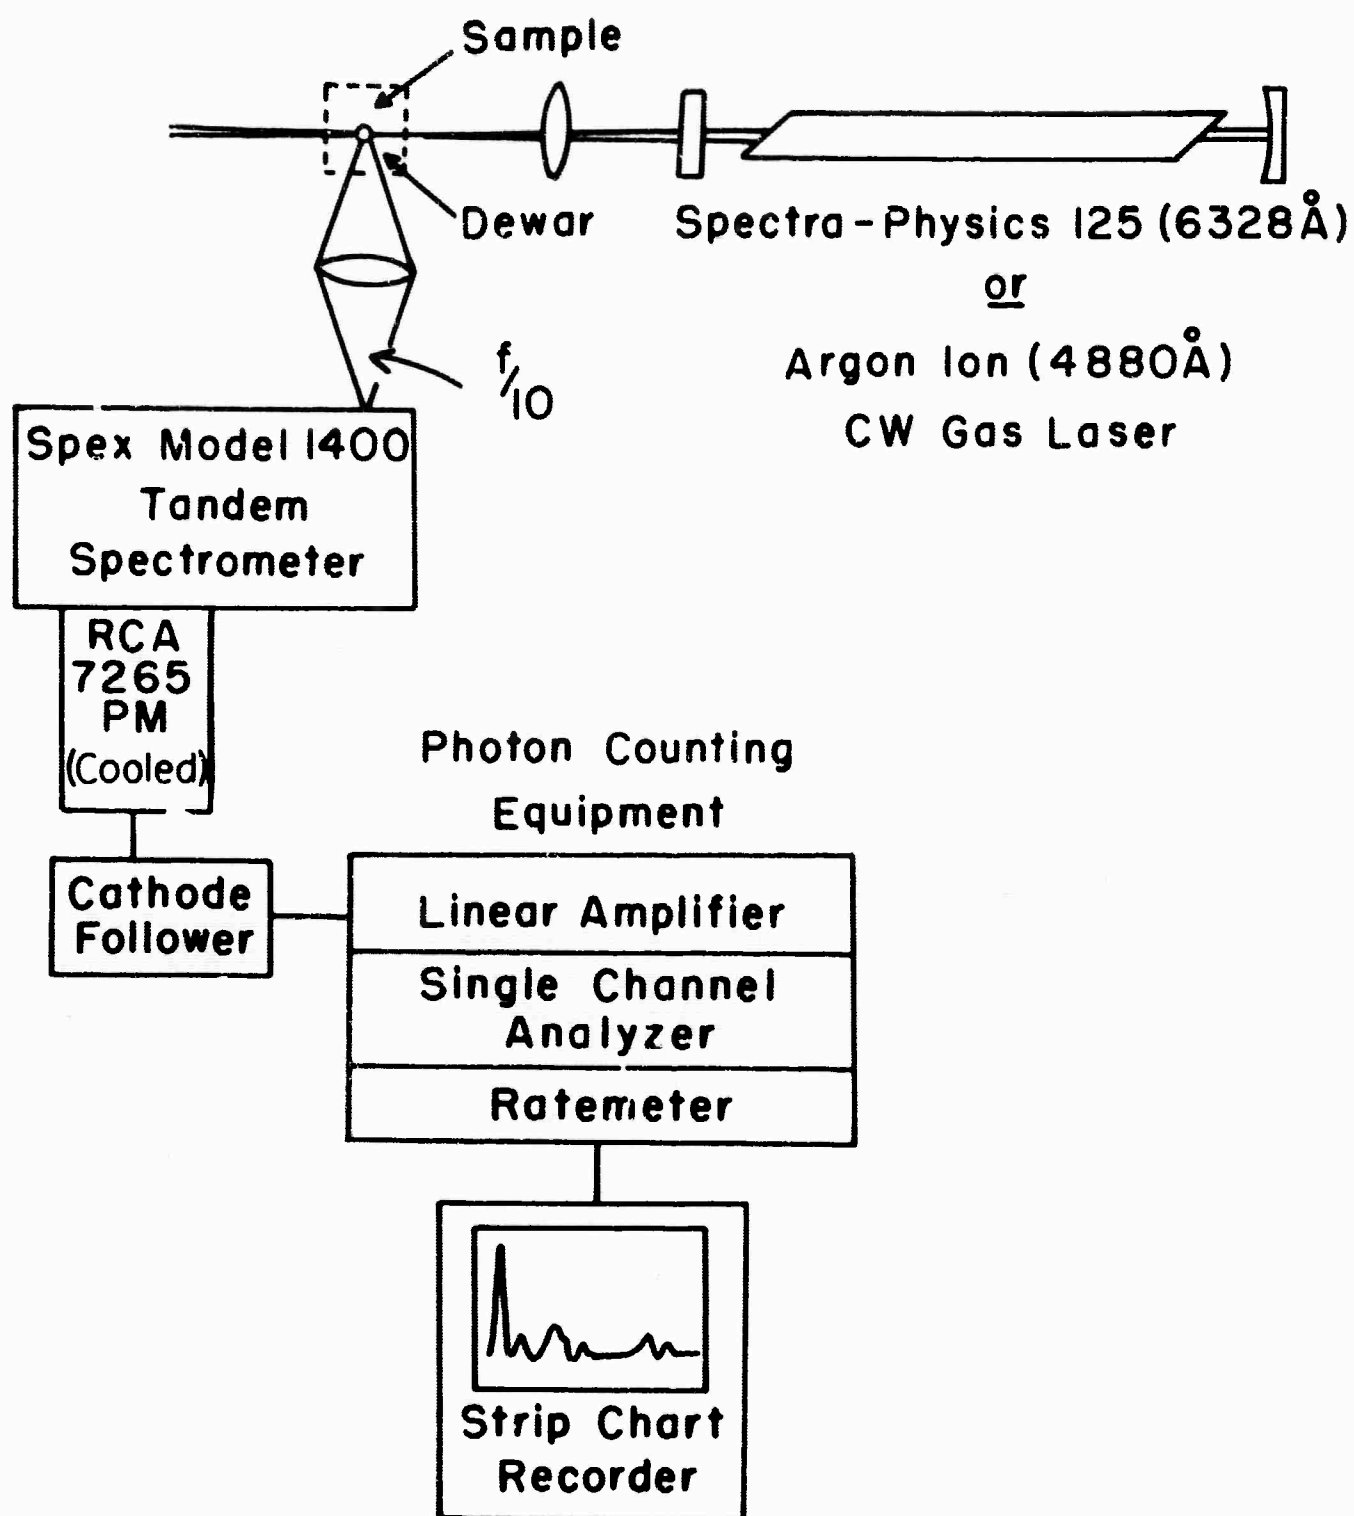 Sample
Dewar
Spectra-Physics 125 (6328Å)
or
Argon Ion (4880Å)
CW Gas Laser
f/10
Spex Model 1400
Tandem
Spectrometer
RCA
7265
PM
(Cooled)
Photon Counting
Equipment
Cathode
Follower
Linear Amplifier
Single Channel
Analyzer
Ratemeter
Strip Chart
Recorder